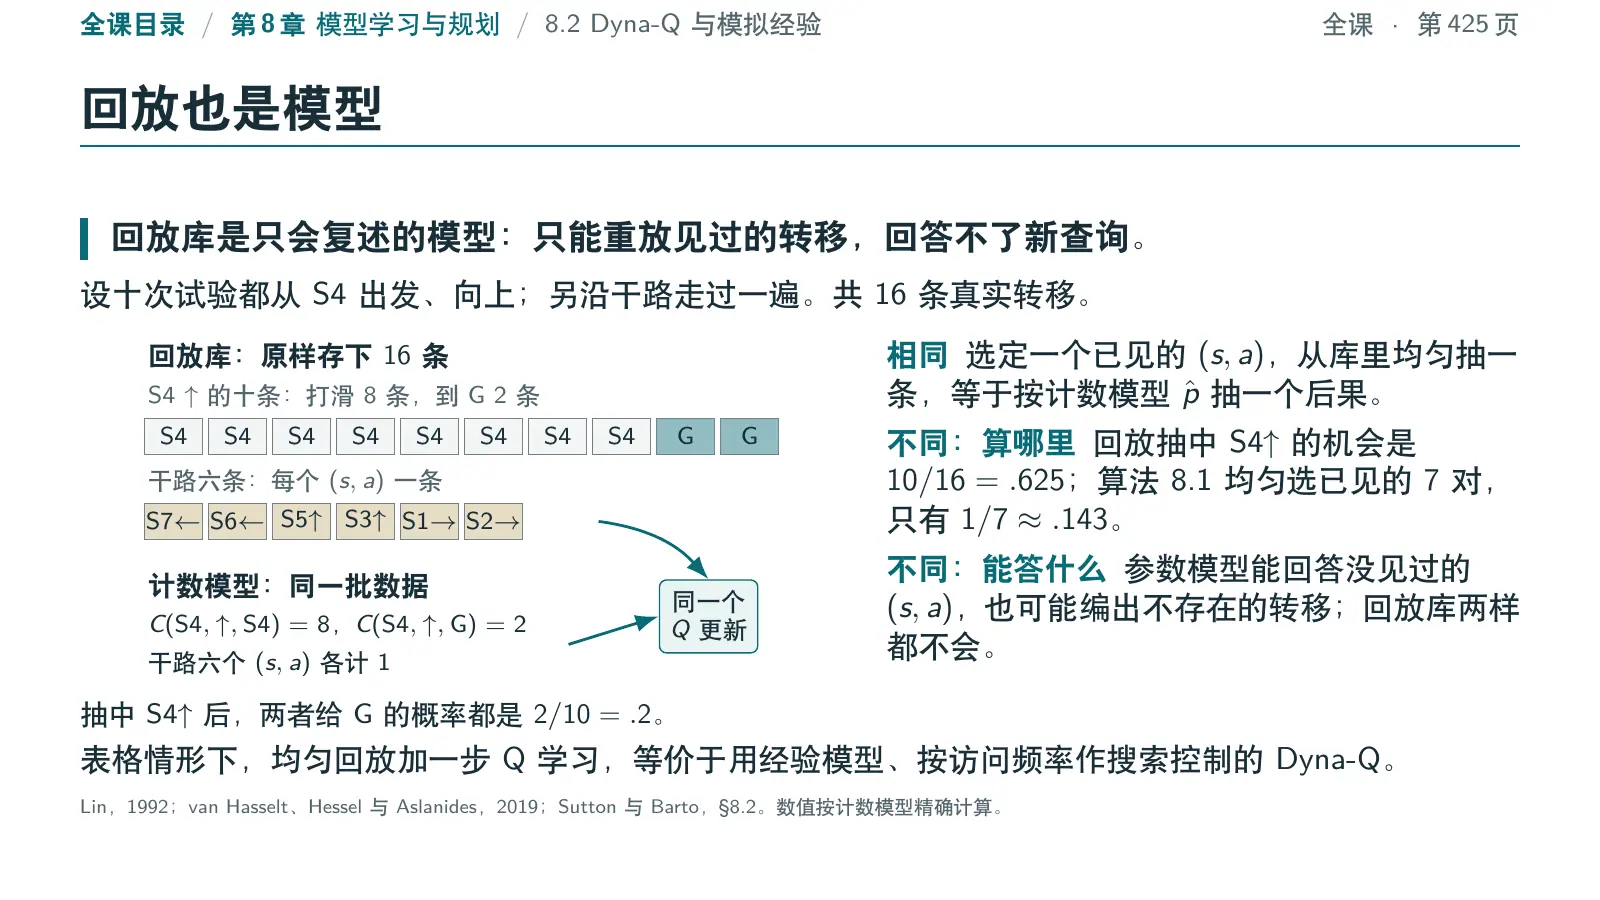 全课目录 / 第 8 章 模型学习与规划 / 8.2 Dyna-Q 与模拟经验
全课 · 第 425 页
回放也是模型
回放库是只会复述的模型：只能重放见过的转移，回答不了新查询。
设十次试验都从 S4 出发、向上；另沿干路走过一遍。共 16 条真实转移。
回放库：原样存下 16 条
S4 ↑ 的十条：打滑 8 条，到 G 2 条
S4 S4 S4 S4 S4 S4 S4 S4 G G
干路六条：每个 (s, a) 一条
S7← S6← S5↑ S3↑ S1→ S2→
计数模型：同一批数据
C(S4, ↑, S4) = 8，C(S4, ↑, G) = 2
干路六个 (s, a) 各计 1
同一个
Q 更新
相同 选定一个已见的 (s, a)，从库里均匀抽一
条，等于按计数模型 p̂ 抽一个后果。
不同：算哪里 回放抽中 S4↑ 的机会是
10/16 = .625；算法 8.1 均匀选已见的 7 对，
只有 1/7 ≈ .143。
不同：能答什么 参数模型能回答没见过的
(s, a)，也可能编出不存在的转移；回放库两样
都不会。
抽中 S4↑ 后，两者给 G 的概率都是 2/10 = .2。
表格情形下，均匀回放加一步 Q 学习，等价于用经验模型、按访问频率作搜索控制的 Dyna-Q。
Lin，1992；van Hasselt、Hessel 与 Aslanides，2019；Sutton 与 Barto，§8.2。数值按计数模型精确计算。